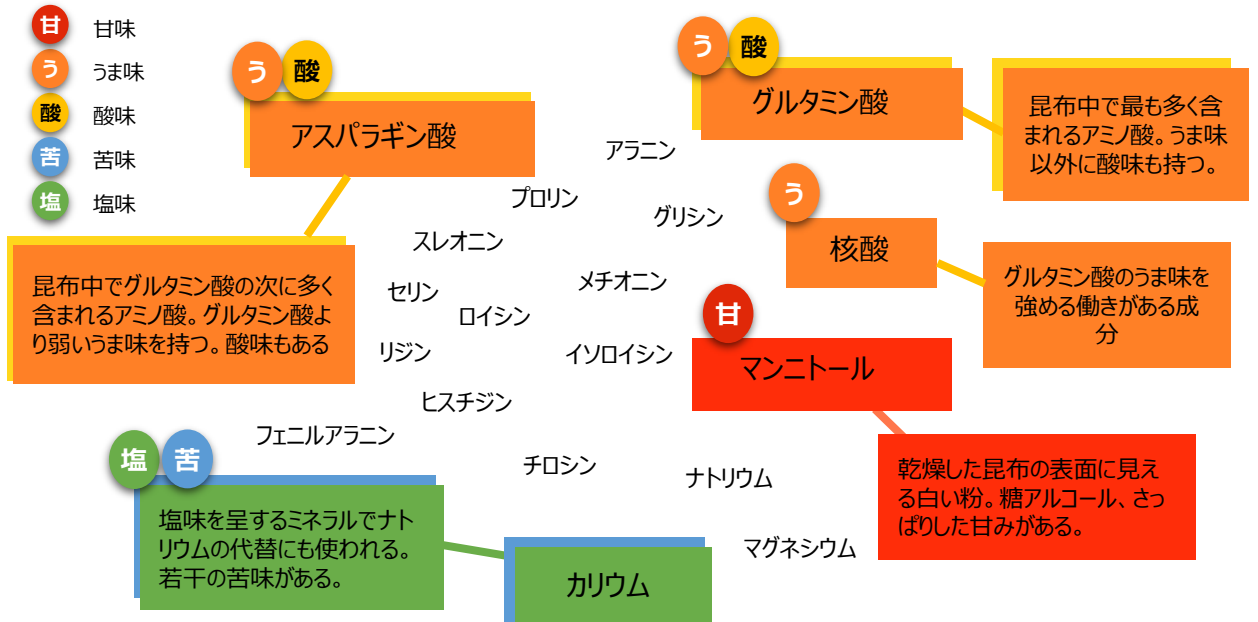 甘 甘味
う うま味
酸 酸味
苦 苦味
塩 塩味
う 酸
アスパラギン酸
昆布中でグルタミン酸の次に多く
含まれるアミノ酸。グルタミン酸よ
り弱いうま味を持つ。酸味もある
う 酸
グルタミン酸
昆布中で最も多く含
まれるアミノ酸。うま味
以外に酸味も持つ。
アラニン
プロリン
グリシン
スレオニン
メチオニン
セリン
ロイシン
リジン
イソロイシン
ヒスチジン
フェニルアラニン
チロシン
ナトリウム
マグネシウム
う
核酸
グルタミン酸のうま味を
強める働きがある成
分
甘
マンニトール
乾燥した昆布の表面に見え
る白い粉。糖アルコール、さっ
ぱりした甘みがある。
塩 苦
塩味を呈するミネラルでナト
リウムの代替にも使われる。
若干の苦味がある。
カリウム